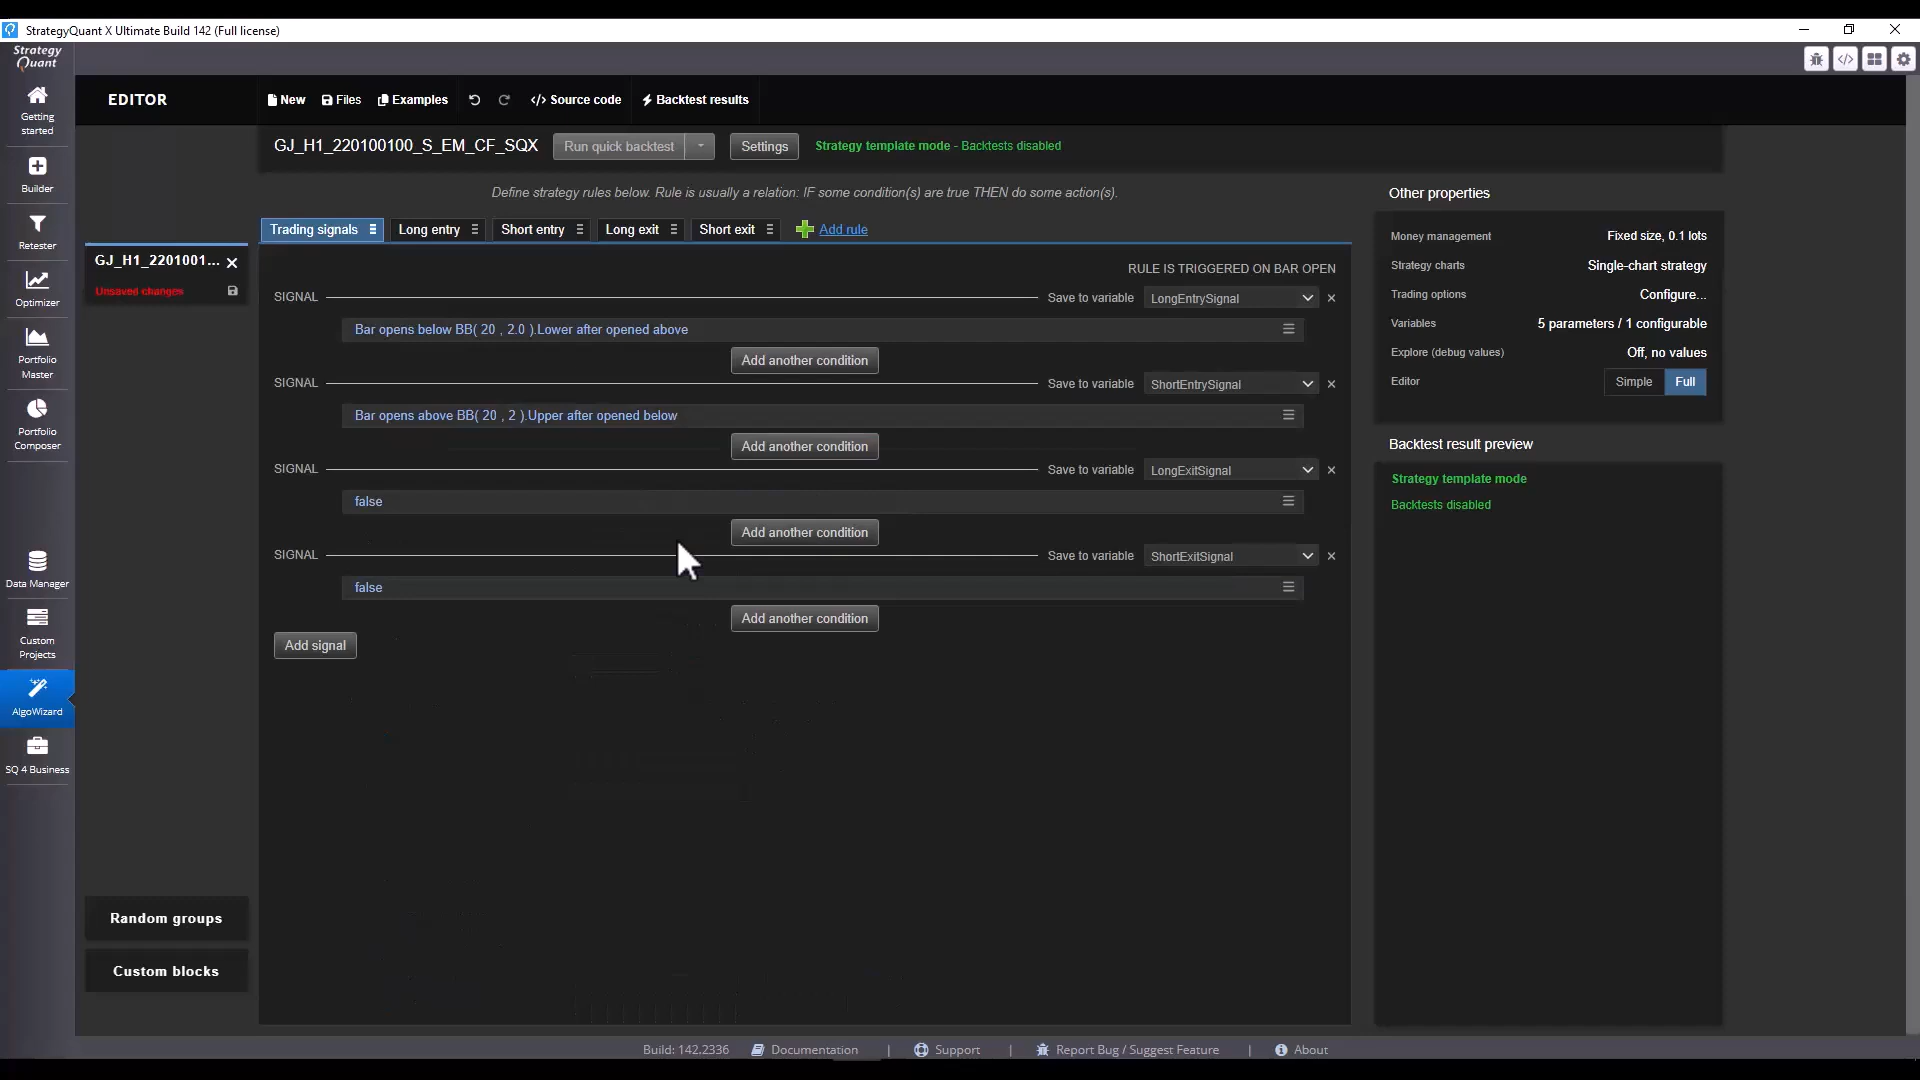 StrategyQuant X Ultimate Build 142 (Full license)
Strategy
Quant
EDITOR
New
Files
Examples
</> Source code
Backtest results
Getting
started
Builder
Retester
Optimizer
Portfolio
Master
Portfolio
Composer
Data Manager
Custom
Projects
AlgoWizard
SQ 4 Business
GJ_H1_2201001...
Unsaved changes
Random groups
Custom blocks
GJ_H1_220100100_S_EM_CF_SQX
Run quick backtest
Settings
Strategy template mode - Backtests disabled
Define strategy rules below. Rule is usually a relation: IF some condition(s) are true THEN do some action(s).
Trading signals
Long entry
Short entry
Long exit
Short exit
Add rule
RULE IS TRIGGERED ON BAR OPEN
SIGNAL
Save to variable
LongEntrySignal
Bar opens below BB( 20 , 2.0 ).Lower after opened above
Add another condition
SIGNAL
Save to variable
ShortEntrySignal
Bar opens above BB( 20 , 2 ).Upper after opened below
Add another condition
SIGNAL
Save to variable
LongExitSignal
false
Add another condition
SIGNAL
Save to variable
ShortExitSignal
false
Add another condition
Add signal
Other properties
Money management Fixed size, 0.1 lots
Strategy charts Single-chart strategy
Trading options Configure...
Variables 5 parameters / 1 configurable
Explore (debug values) Off, no values
Editor Simple Full
Backtest result preview
Strategy template mode
Backtests disabled
Build: 142.2336 Documentation | Support | Report Bug / Suggest Feature | About